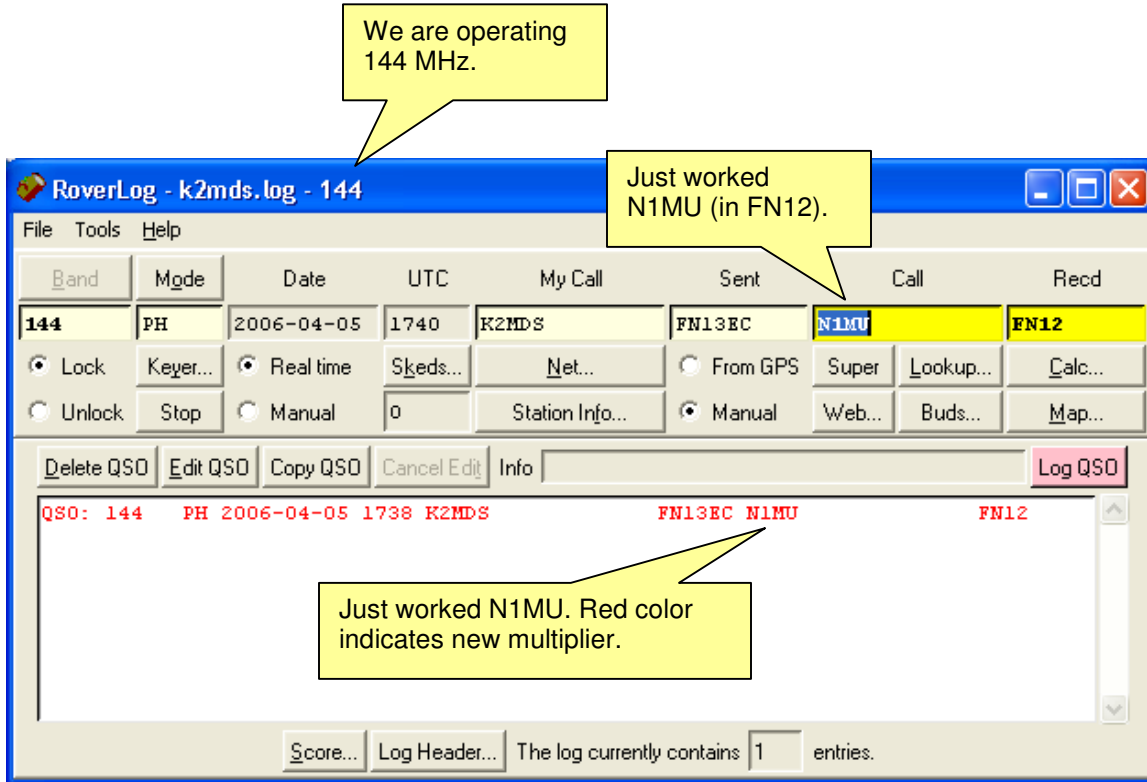 We are operating
144 MHz.
RoverLog - k2mds.log - 144
Just worked
N1MU (in FN12).
File Tools Help
Band Mode Date UTC My Call Sent Call Recd
144 PH 2006-04-05 1740 K2MDS FN13EC N1MU FN12
Lock Keyer... Real time Skeds... Net... From GPS Super Lookup... Calc...
Unlock Stop Manual 0 Station Info... Manual Web... Buds... Map...
Delete QSO Edit QSO Copy QSO Cancel Edit Info Log QSO
QSO: 144 PH 2006-04-05 1738 K2MDS FN13EC N1MU FN12
Just worked N1MU. Red color
indicates new multiplier.
Score... Log Header... The log currently contains 1 entries.